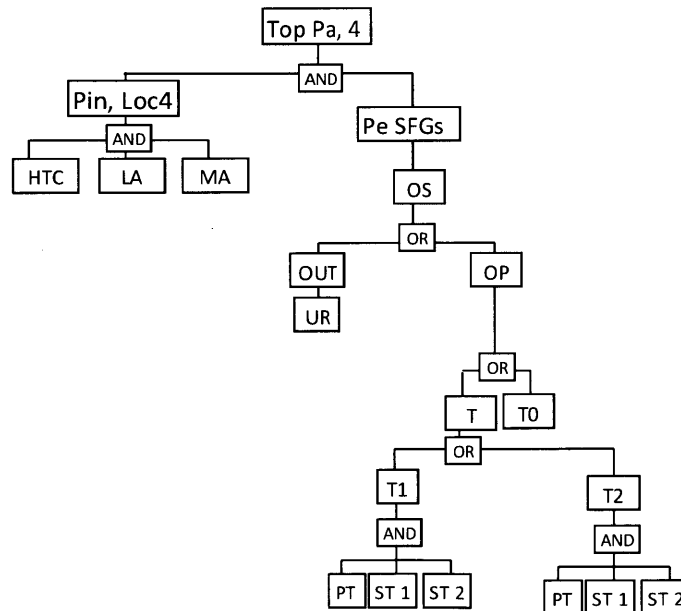 Top Pa, 4
AND
Pin, Loc4
Pe SFGs
AND
HTC LA MA
OS
OR
OUT OP
UR
OR
T T0
OR
T1 T2
AND AND
PT ST 1 ST 2 PT ST 1 ST 2